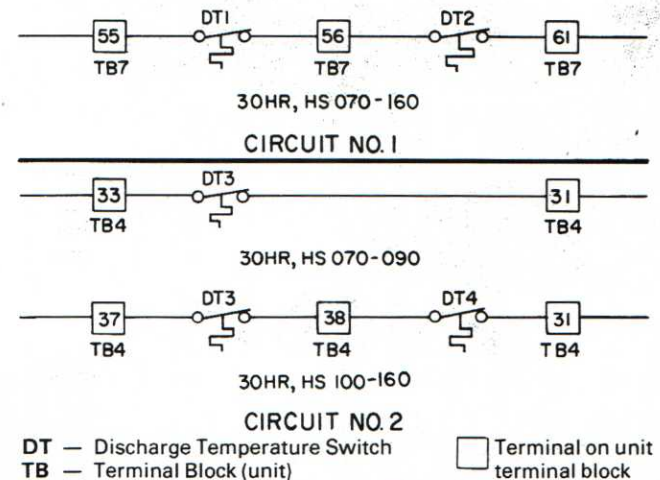 DT1 DT2
55 56 61
TB7 TB7 TB7
30HR, HS 070-160
CIRCUIT NO. 1
DT3
33 31
TB4 TB4
30HR, HS 070-090
DT3 DT4
37 38 31
TB4 TB4 TB4
30HR, HS 100-160
CIRCUIT NO. 2
DT — Discharge Temperature Switch
TB — Terminal Block (unit)
Terminal on unit
terminal block